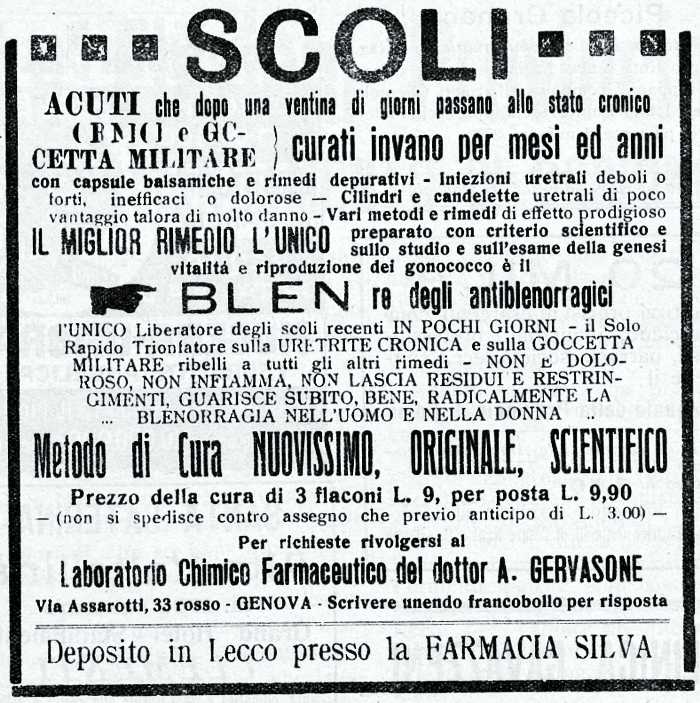 SCOLI
ACUTI che dopo una ventina di giorni passano allo stato cronico
CETTA MILITARE } curati invano per mesi ed anni
con capsule balsamiche e rimedi depurativi - Iniezioni uretrali deboli o
forti, inefficaci o dolorose — Cilindri e candelette uretrali di poco
vantaggio talora di molto danno - Vari metodi e rimedi di effetto prodigioso
IL MIGLIOR RIMEDIO, L'UNICO preparato con criterio scientifico e
sullo studio e sull'esame della genesi
vitalità e riproduzione dei gonococco è il
BLEN re degli antiblenorragici
l'UNICO Liberatore degli scoli recenti IN POCHI GIORNI - il Solo
Rapido Trionfatore sulla URETRITE CRONICA e sulla GOCCETTA
MILITARE ribelli a tutti gli altri rimedi - NON E DOLO-
ROSO, NON INFIAMMA, NON LASCIA RESIDUI E RESTRIN-
GIMENTI, GUARISCE SUBITO, BENE, RADICALMENTE LA
... BLENORRAGIA NELL'UOMO E NELLA DONNA
Metodo di Cura NUOVISSIMO, ORIGINALE, SCIENTIFICO
Prezzo della cura di 3 flaconi L. 9, per posta L. 9,90
— (non si spedisce contro assegno che previo anticipo di L. 3.00) —
Per richieste rivolgersi al
Laboratorio Chimico Farmaceutico del dottor A. GERVASONE
Via Assarotti, 33 rosso - GENOVA - Scrivere unendo francobollo per risposta
Deposito in Lecco presso la FARMACIA SILVA